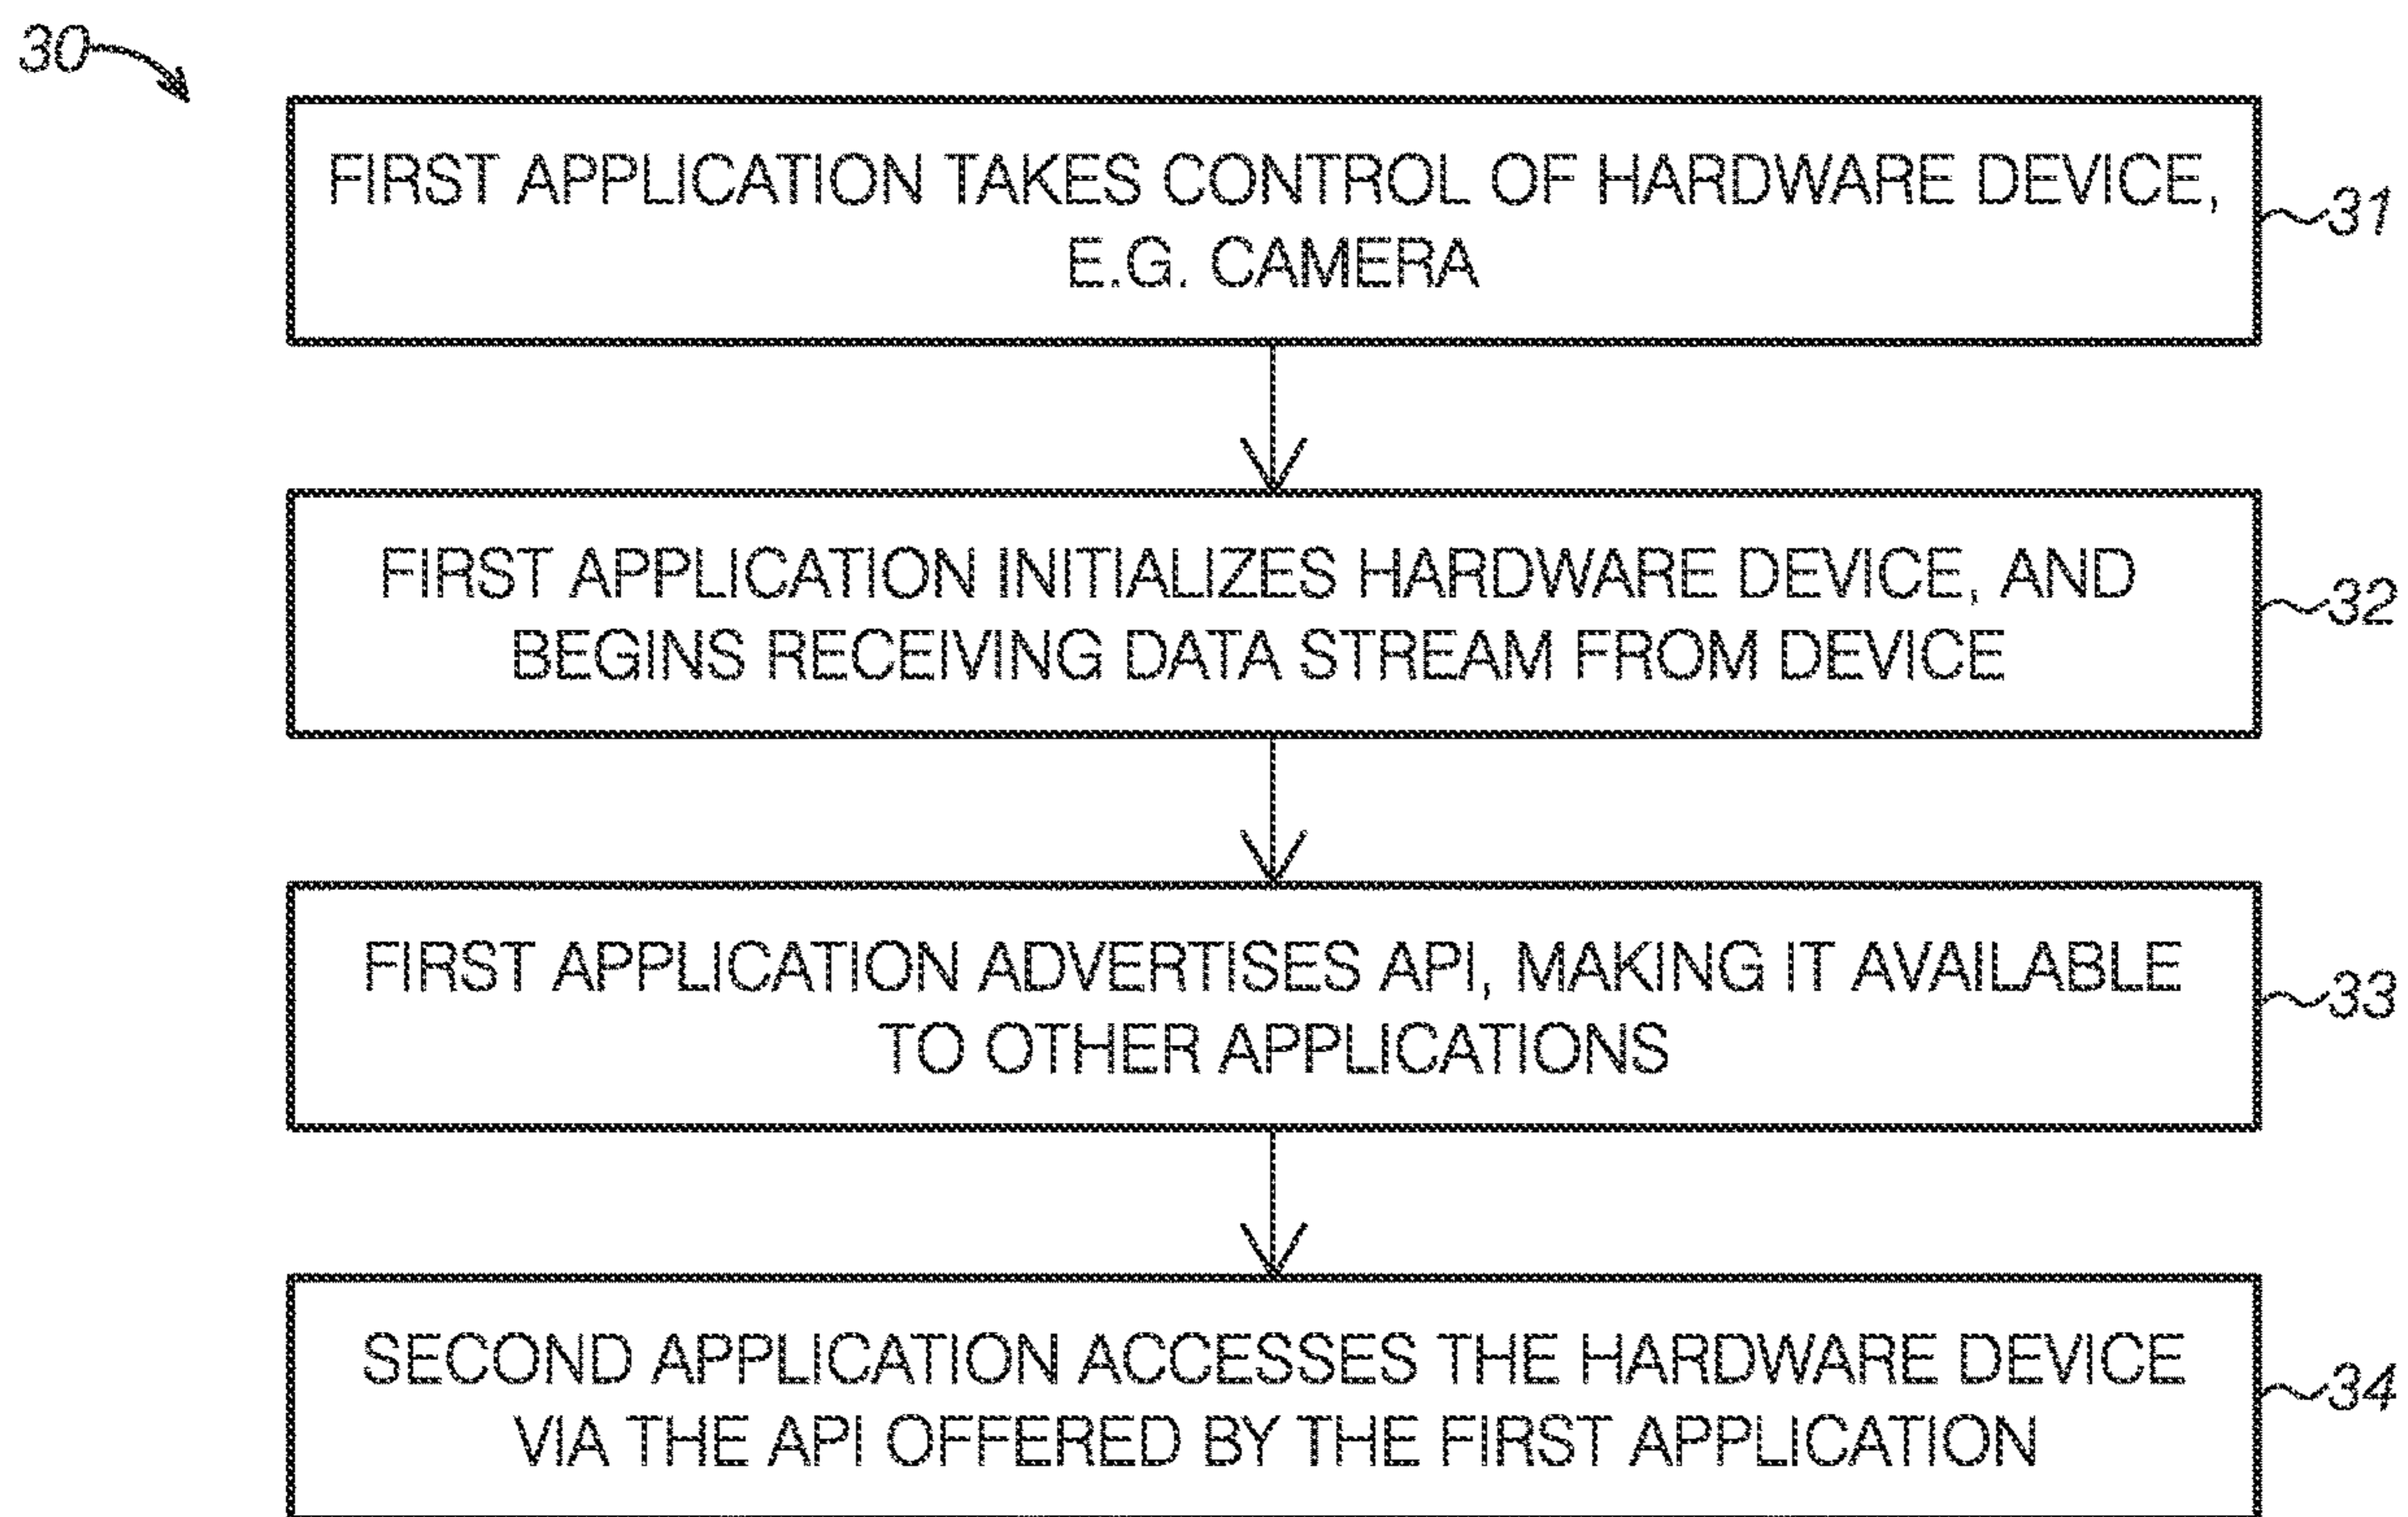 30
FIRST APPLICATION TAKES CONTROL OF HARDWARE DEVICE,
E.G. CAMERA
31
FIRST APPLICATION INITIALIZES HARDWARE DEVICE, AND
BEGINS RECEIVING DATA STREAM FROM DEVICE
32
FIRST APPLICATION ADVERTISES API, MAKING IT AVAILABLE
TO OTHER APPLICATIONS
33
SECOND APPLICATION ACCESSES THE HARDWARE DEVICE
VIA THE API OFFERED BY THE FIRST APPLICATION
34